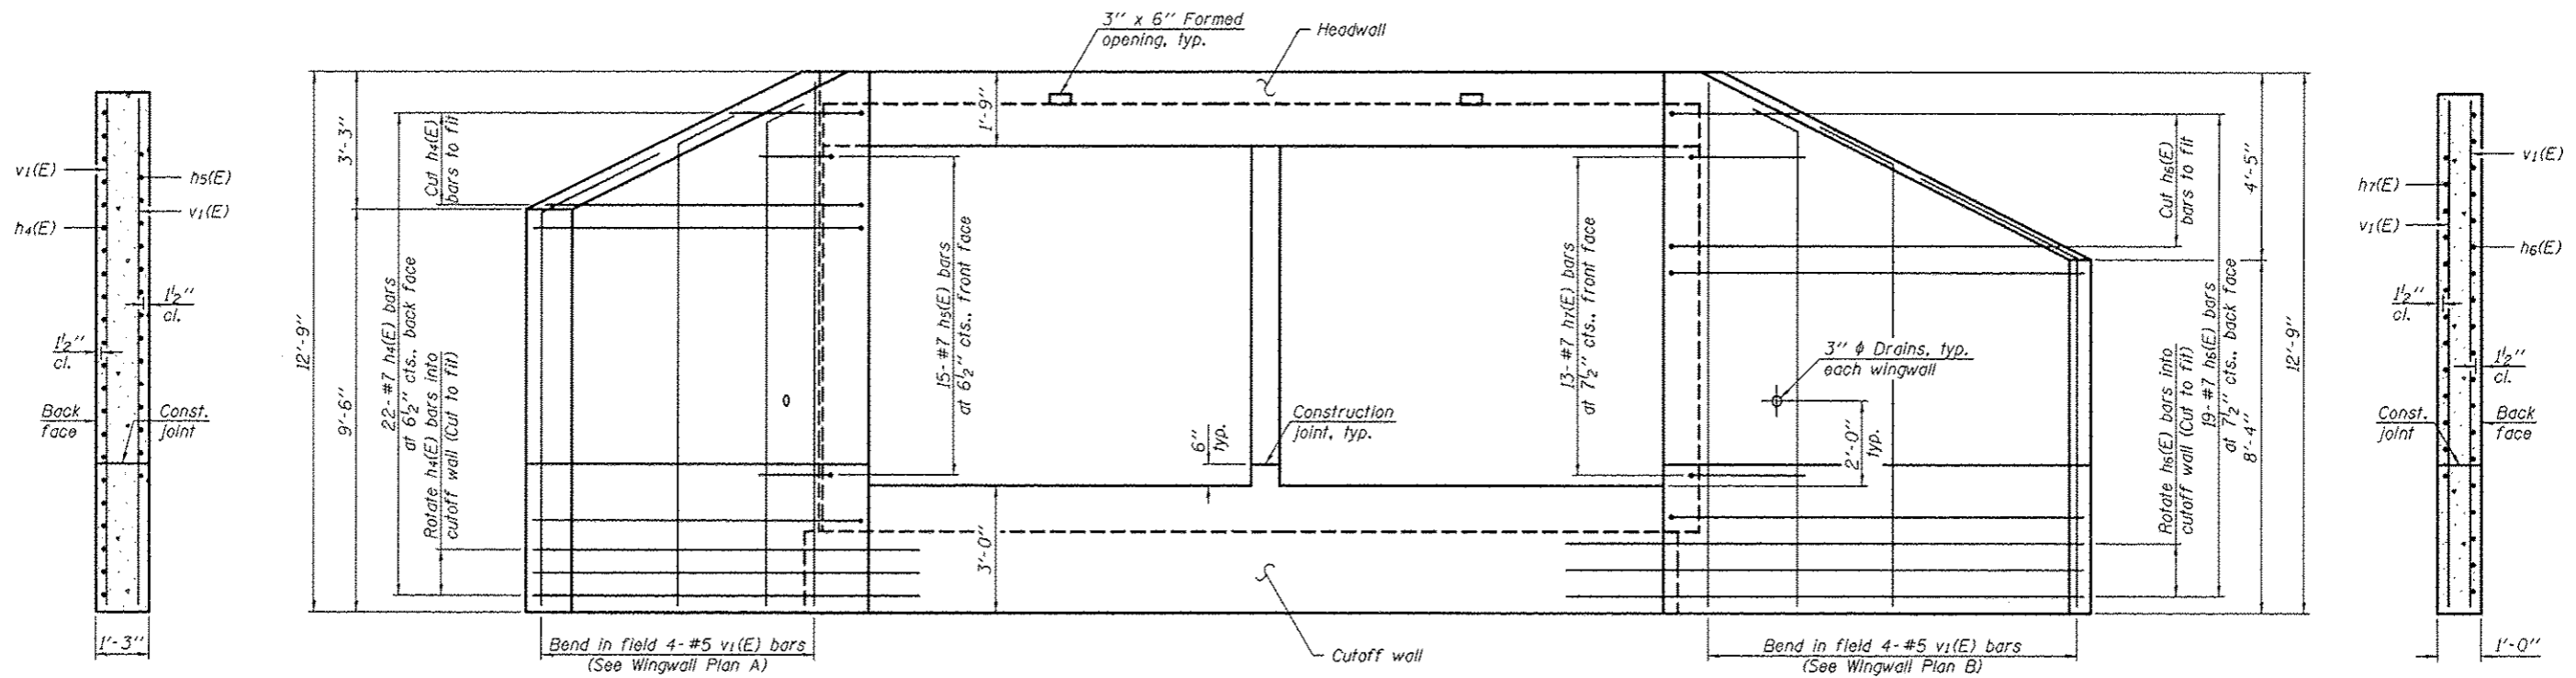 3" x 6" Formed
opening, typ.
Headwall
v1(E)
h4(E)
h5(E)
v1(E)
1½"
cl.
1½"
cl.
Back
face
Const.
joint
1'-3"
12'-9"
3'-3"
9'-6"
Cut h4(E)
bars to fit
22-#7 h4(E) bars
at 6½" cts., back face
Rotate h4(E) bars into
cutoff wall (Cut to fit)
Bend in field 4-#5 v1(E) bars
(See Wingwall Plan A)
1'-9"
15-#7 h5(E) bars
at 6½" cts., front face
3'-0"
6"
typ.
Construction
joint, typ.
Cutoff wall
13-#7 h7(E) bars
at 7½" cts., front face
3" ϕ Drains, typ.
each wingwall
2'-0"
typ.
Cut h6(E)
bars to fit
Rotate h6(E) bars into
cutoff wall (Cut to fit)
19-#7 h6(E) bars
at 7½" cts., back face
4'-5"
8'-4"
12'-9"
Bend in field 4-#5 v1(E) bars
(See Wingwall Plan B)
v1(E)
h7(E)
v1(E)
h6(E)
1½"
cl.
1½"
cl.
Const.
joint
Back
face
1'-0"